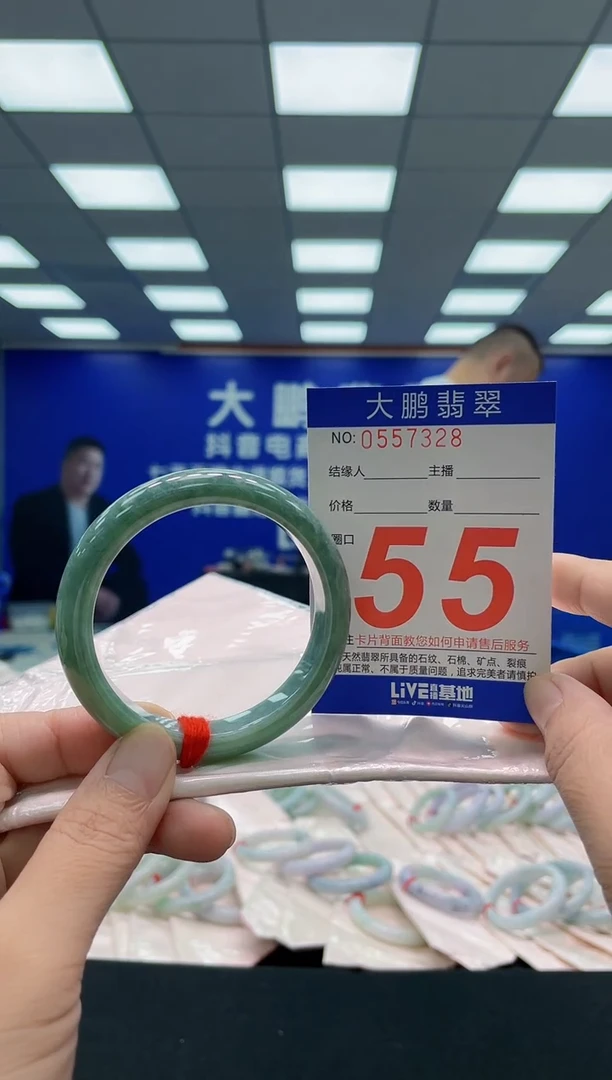 大鹏
抖音电商
大鹏翡翠
NO: 0557328
结缘人 主播
价格 数量
圈口
55
注卡片背面教您如何申请售后服务
天然翡翠所具备的石纹、石棉、矿点、裂痕
属正常、不属于质量问题，追求完美者请慎拍
LiVE直播基地